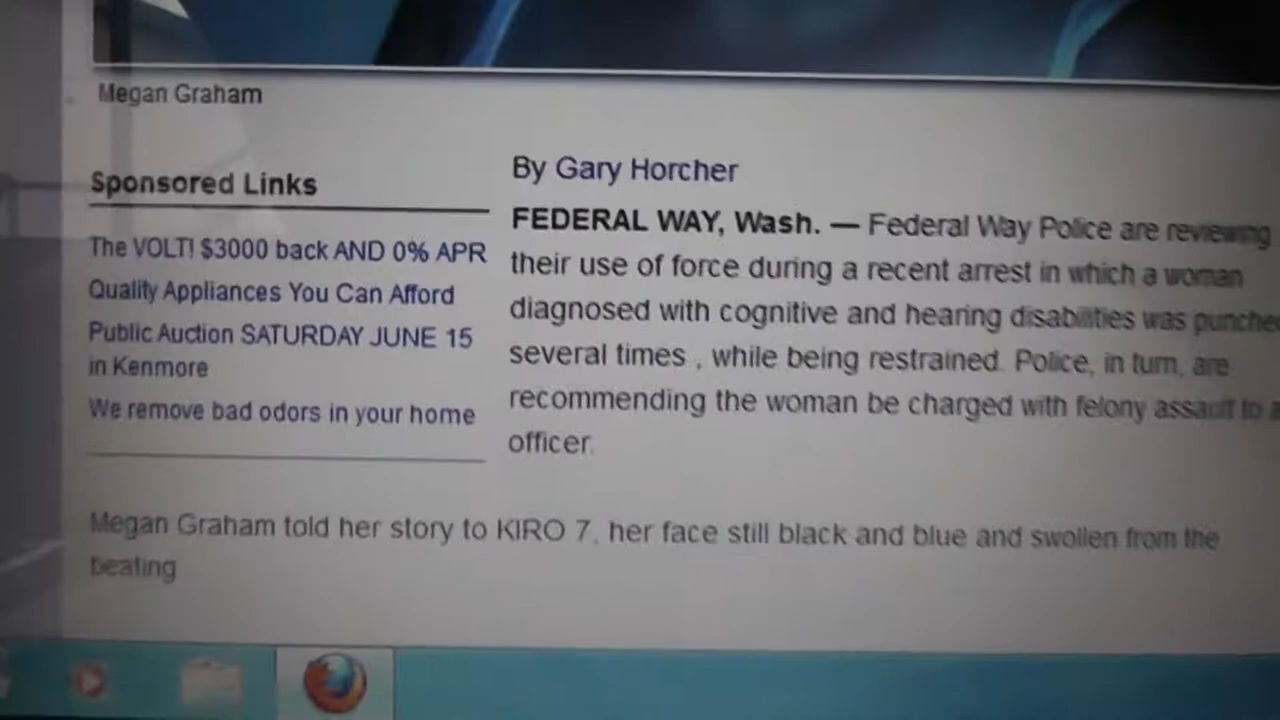 Megan Graham
Sponsored Links
The VOLT! $3000 back AND 0% APR
Quality Appliances You Can Afford
Public Auction SATURDAY JUNE 15
in Kenmore
We remove bad odors in your home
By Gary Horcher
FEDERAL WAY, Wash. — Federal Way Police are reviewing
their use of force during a recent arrest in which a woman
diagnosed with cognitive and hearing disabilities was punche
several times , while being restrained. Police, in turn, are
recommending the woman be charged with felony assault to a
officer.
Megan Graham told her story to KIRO 7, her face still black and blue and swollen from the
beating